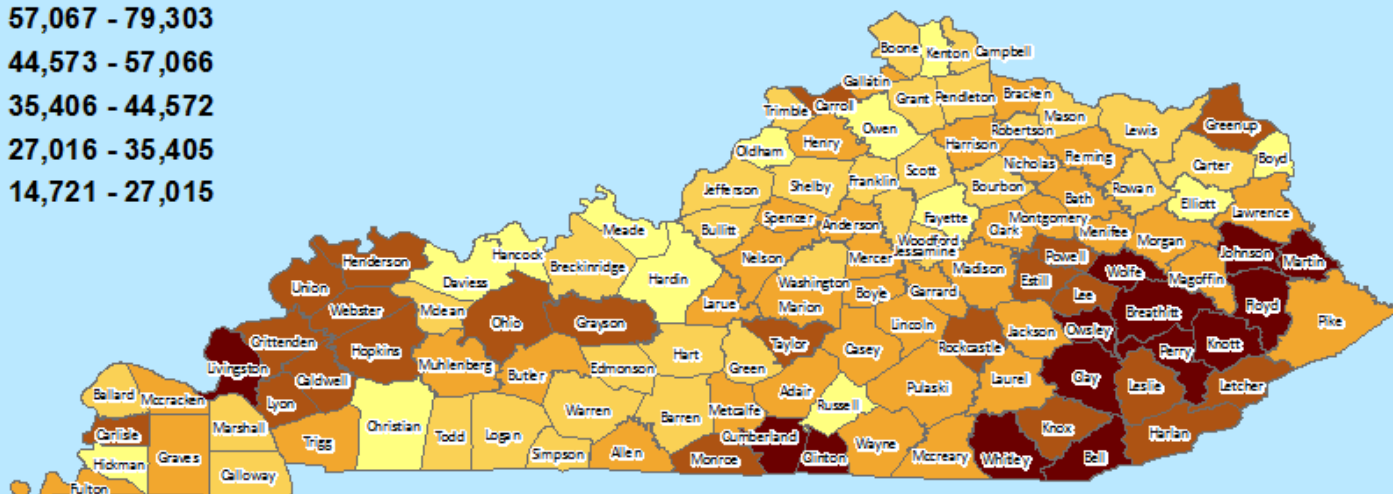 57,067 - 79,303
44,573 - 57,066
35,406 - 44,572
27,016 - 35,405
14,721 - 27,015
Boone
Kenton
Campbell
Gallatin
Grant
Pendleton
Bracken
Trimble
Carroll
Owen
Robertson
Mason
Lewis
Greenup
Oldham
Henry
Harrison
Nicholas
Fleming
Carter
Boyd
Jefferson
Shelby
Franklin
Scott
Bourbon
Bath
Rowan
Elliott
Lawrence
Bullitt
Spencer
Anderson
Fayette
Woodford
Jessamine
Clark
Montgomery
Menifee
Morgan
Johnson
Martin
Meade
Hancock
Breckinridge
Hardin
Nelson
Washington
Mercer
Madison
Powell
Estill
Wolfe
Magoffin
Floyd
Henderson
Daviess
Union
Webster
Mclean
Ohio
Grayson
Larue
Marion
Boyle
Garrard
Lee
Breathitt
Pike
Crittenden
Hopkins
Muhlenberg
Butler
Edmonson
Hart
Green
Taylor
Casey
Lincoln
Rockcastle
Jackson
Owsley
Perry
Knott
Livingston
Caldwell
Lyon
Ballard
Mccracken
Carlisle
Marshall
Trigg
Christian
Todd
Logan
Warren
Barren
Metcalfe
Adair
Russell
Pulaski
Laurel
Clay
Leslie
Letcher
Hickman
Graves
Calloway
Fulton
Simpson
Allen
Monroe
Cumberland
Clinton
Wayne
Mccreary
Whitley
Knox
Bell
Harlan